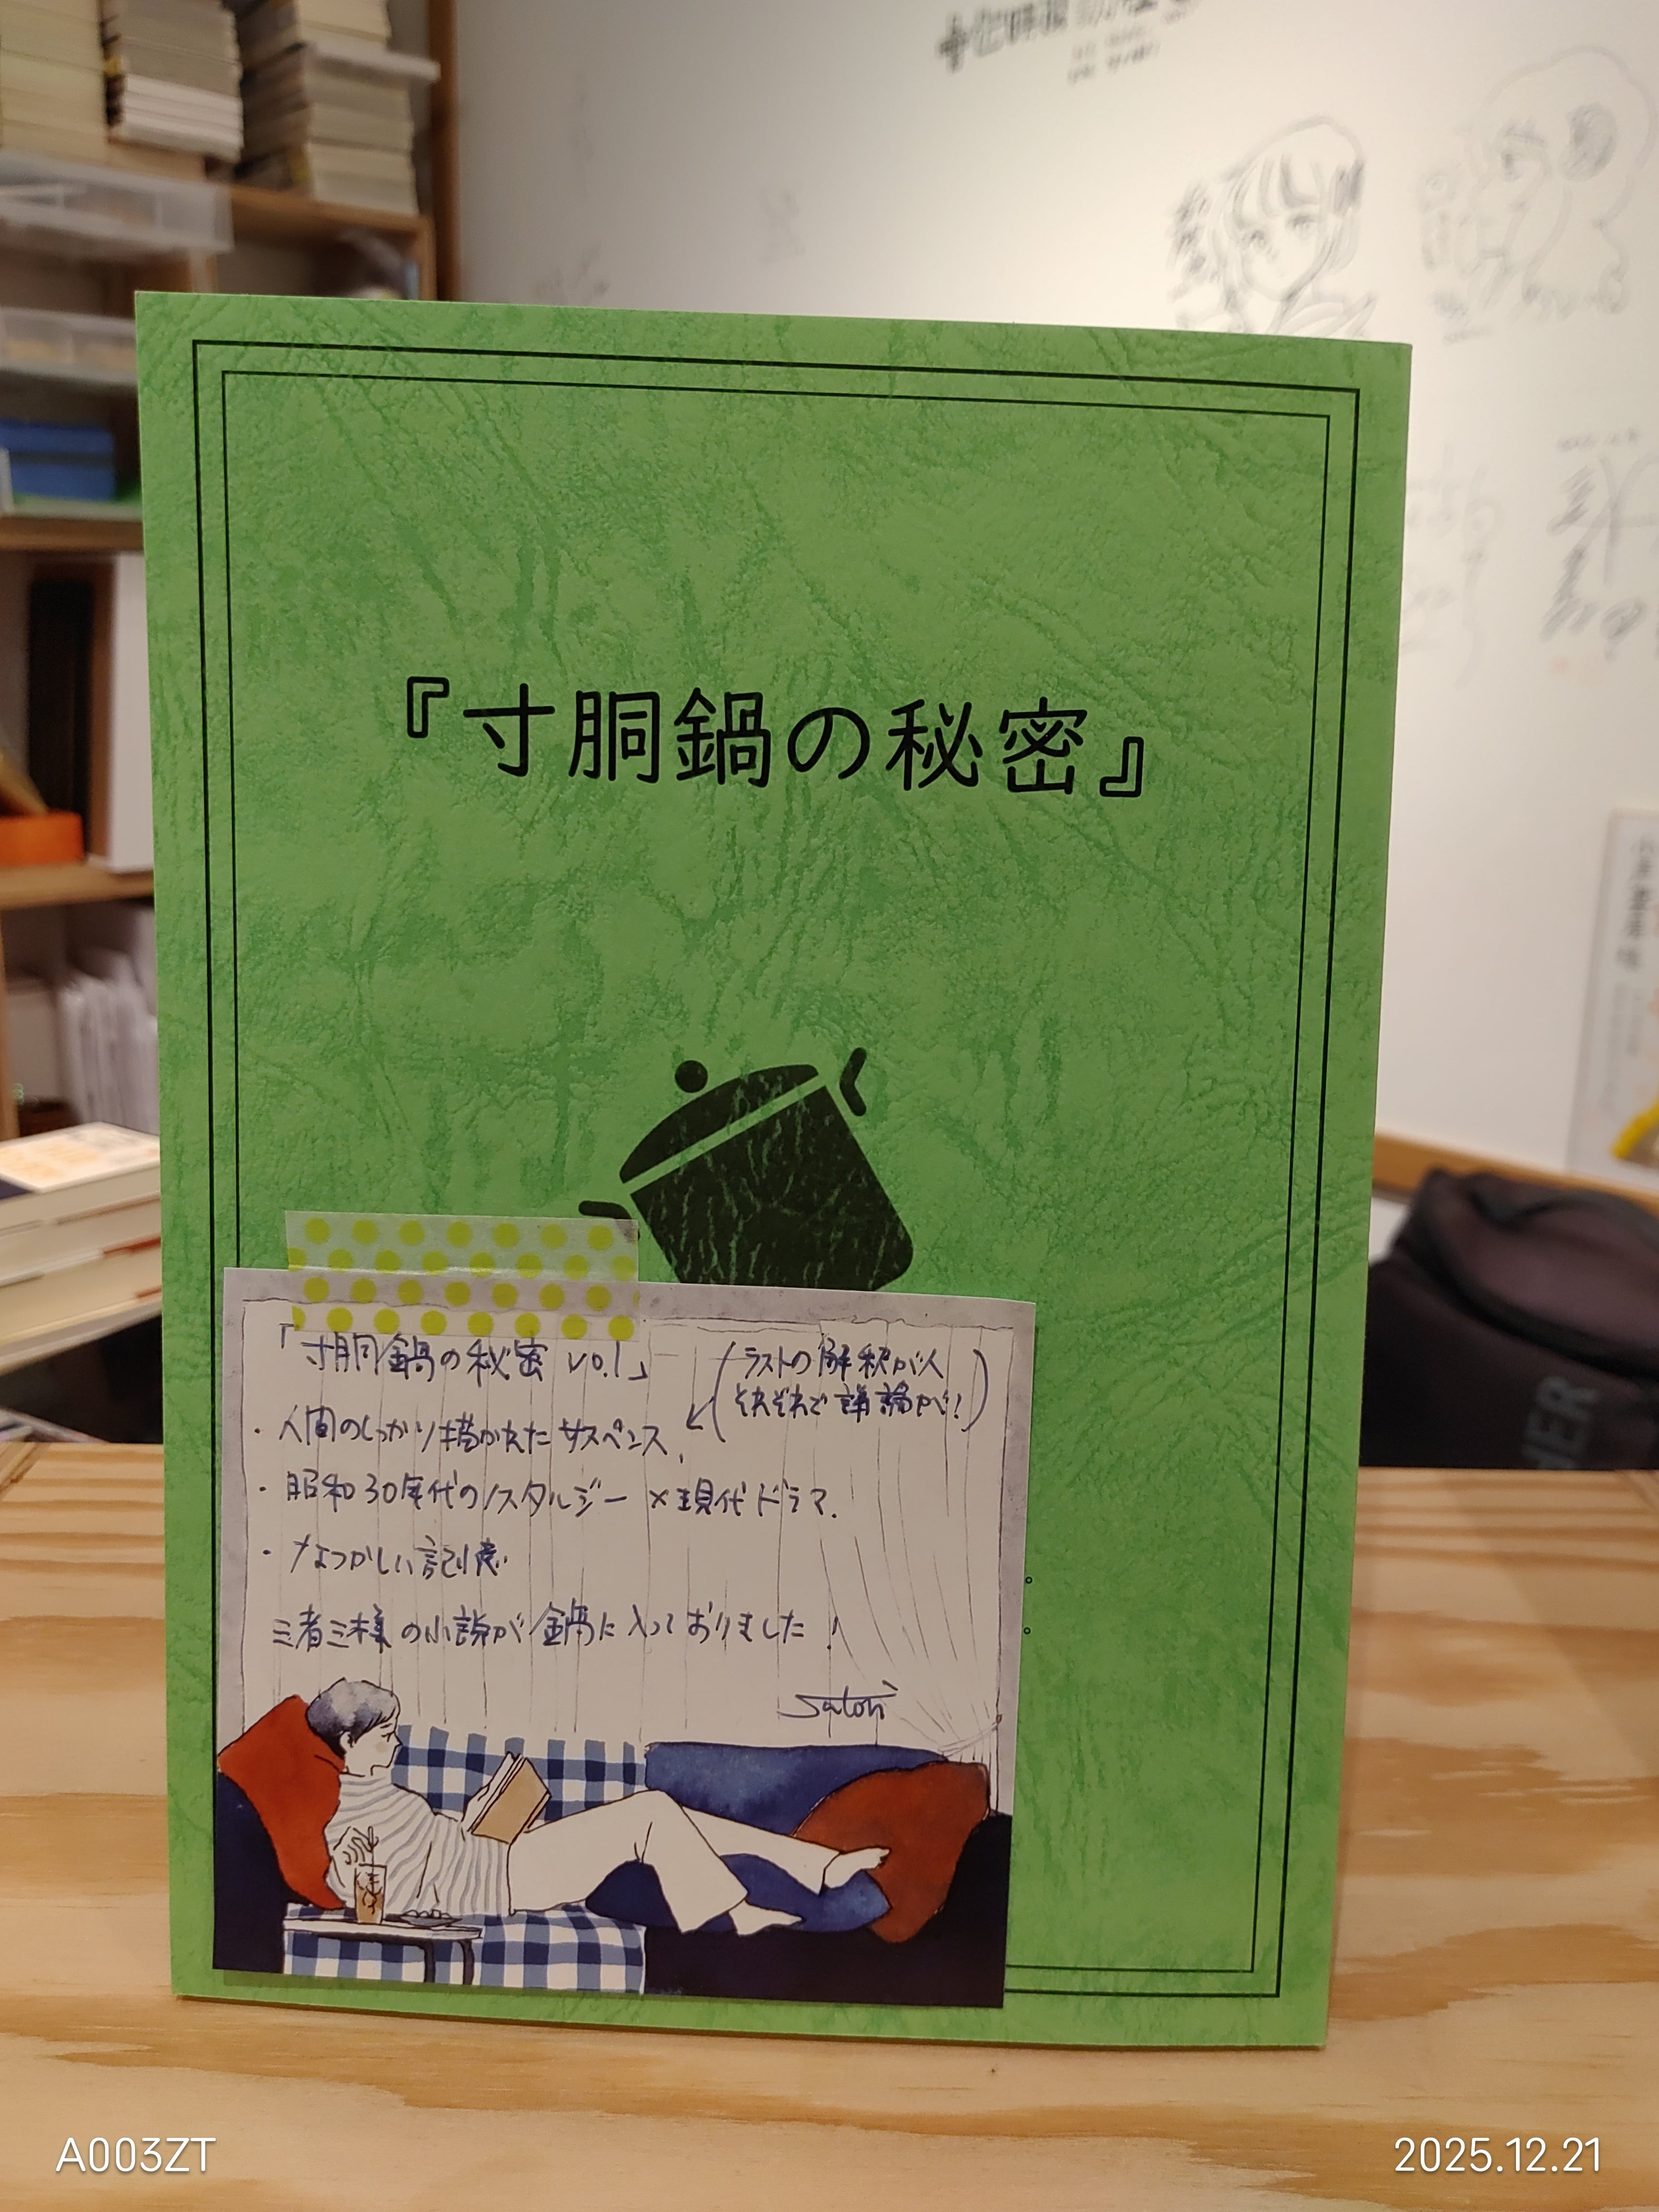 『寸胴鍋の秘密』
「寸胴鍋の秘密 vo.1」
(ラストの解釈が人
それぞれで議論が!)
・人間のしっかり描かれたサスペンス、
・昭和30年代のノスタルジー ×現代ドラマ.
・なつかしい記憶
三者三様の小説が鍋に入っておりました!
satori
A003ZT
2025.12.21